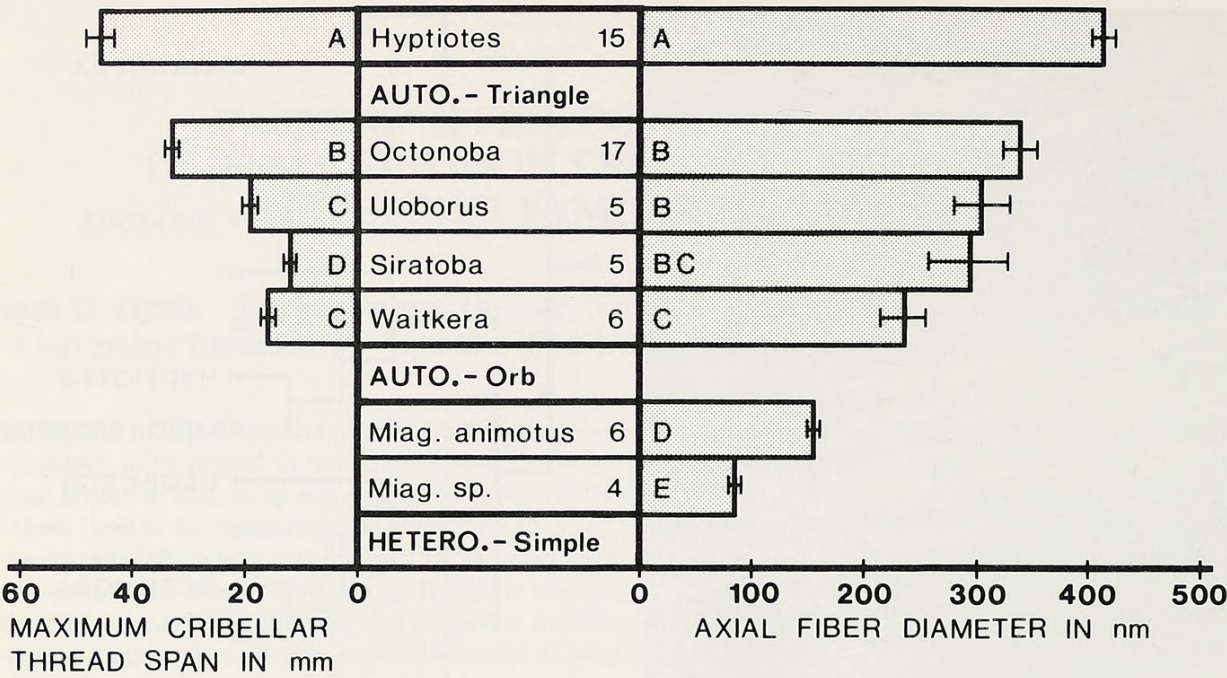 A Hyptiotes 15 A
AUTO.- Triangle
B Octonoba 17 B
C Uloborus 5 B
D Siratoba 5 BC
C Waitkera 6 C
AUTO.- Orb
Miag. animotus 6 D
Miag. sp. 4 E
HETERO.- Simple
60 40 20 0 0 100 200 300 400 500
MAXIMUM CRIBELLAR AXIAL FIBER DIAMETER IN nm
THREAD SPAN IN mm